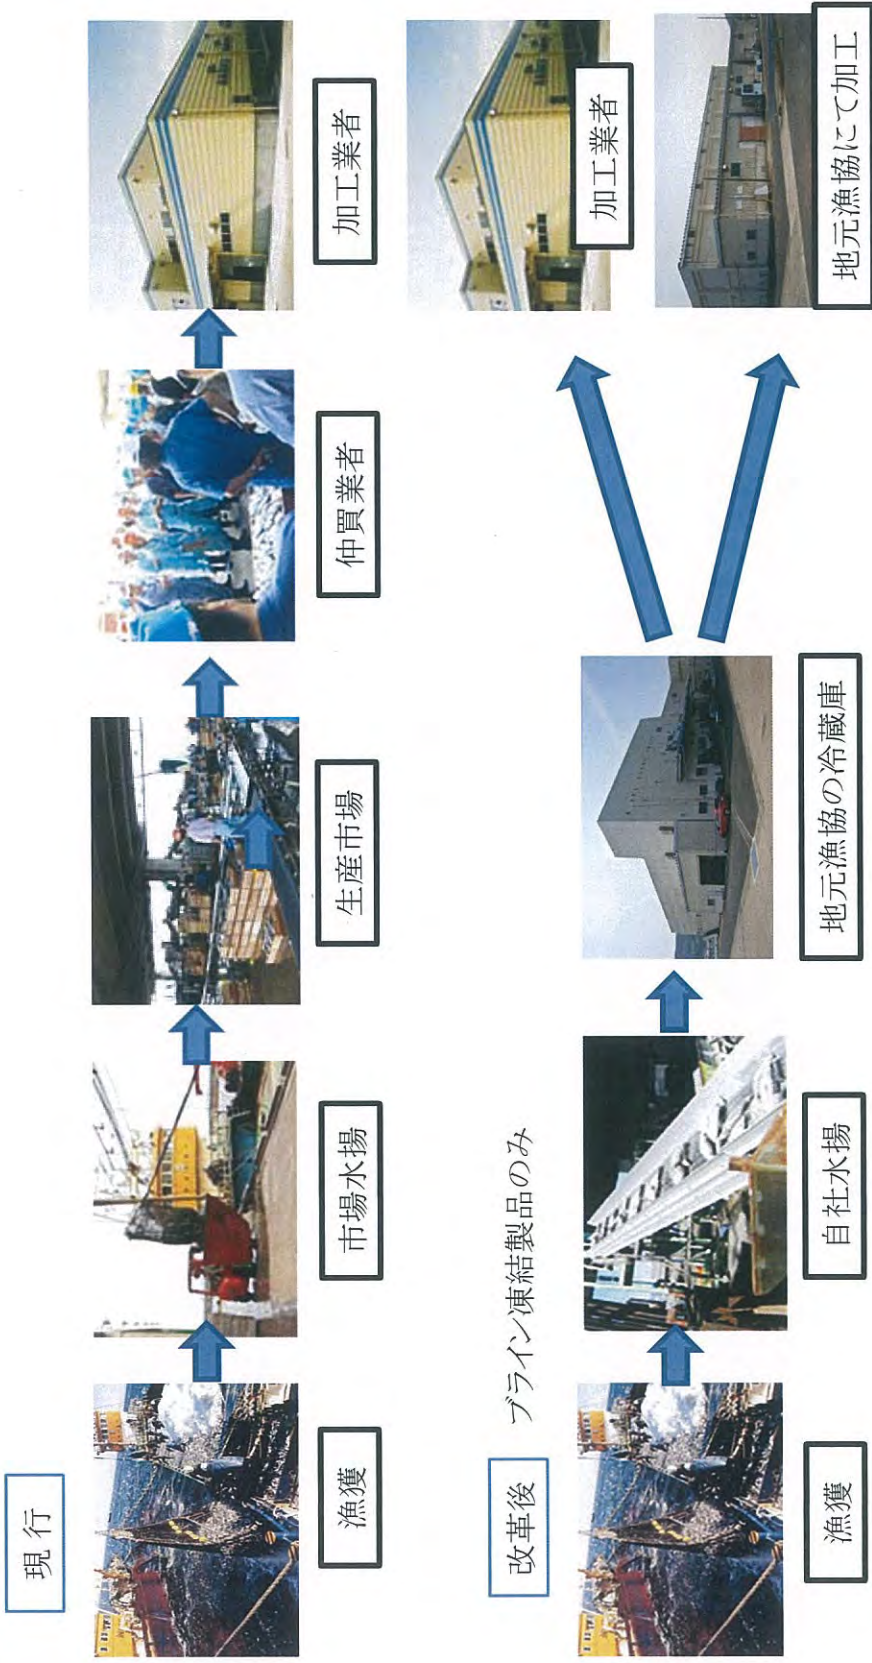 現行
漁獲
市場水揚
生産市場
仲買業者
加工業者
改革後
ブライン凍結製品のみ
漁獲
自社水揚
地元漁協の冷蔵庫
加工業者
地元漁協にて加工